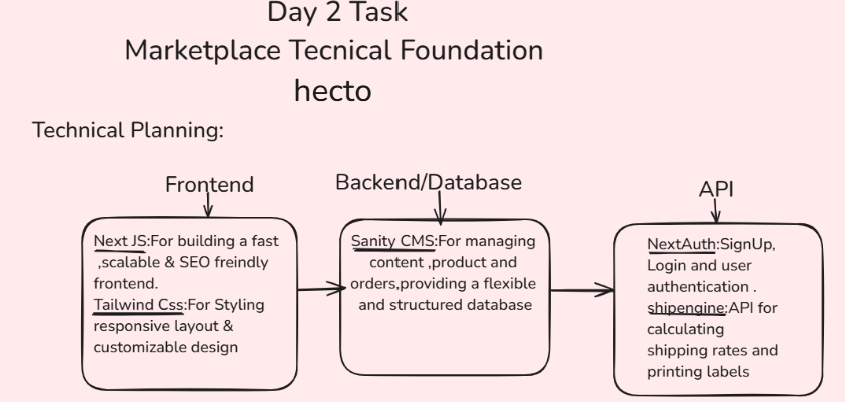 Day 2 Task
Marketplace Tecnical Foundation
hecto
Technical Planning:
Frontend
Next JS:For building a fast
,scalable & SEO freindly
frontend.
Tailwind Css:For Styling
responsive layout &
customizable design
Backend/Database
Sanity CMS:For managing
content ,product and
orders,providing a flexible
and structured database
API
NextAuth:SignUp,
Login and user
authentication .
shipengine:API for
calculating
shipping rates and
printing labels